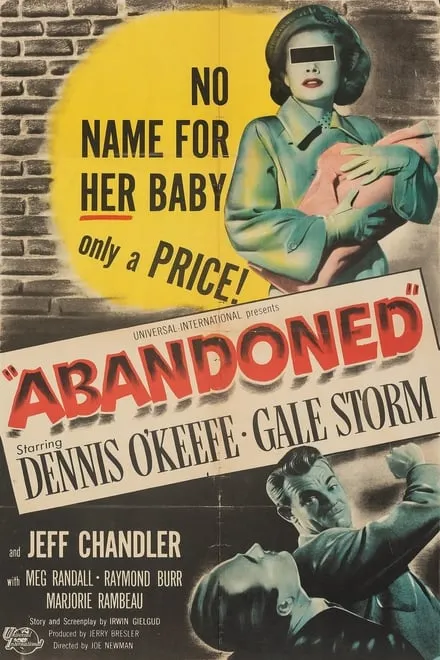 NO
NAME FOR
HER BABY
only a PRICE!
UNIVERSAL-INTERNATIONAL presents
"ABANDONED"
Starring
DENNIS O'KEEFE · GALE STORM
and JEFF CHANDLER
with MEG RANDALL · RAYMOND BURR
MARJORIE RAMBEAU
Story and Screenplay by IRWIN GIELGUD
Produced by JERRY BRESLER
Directed by JOE NEWMAN
Universal
International